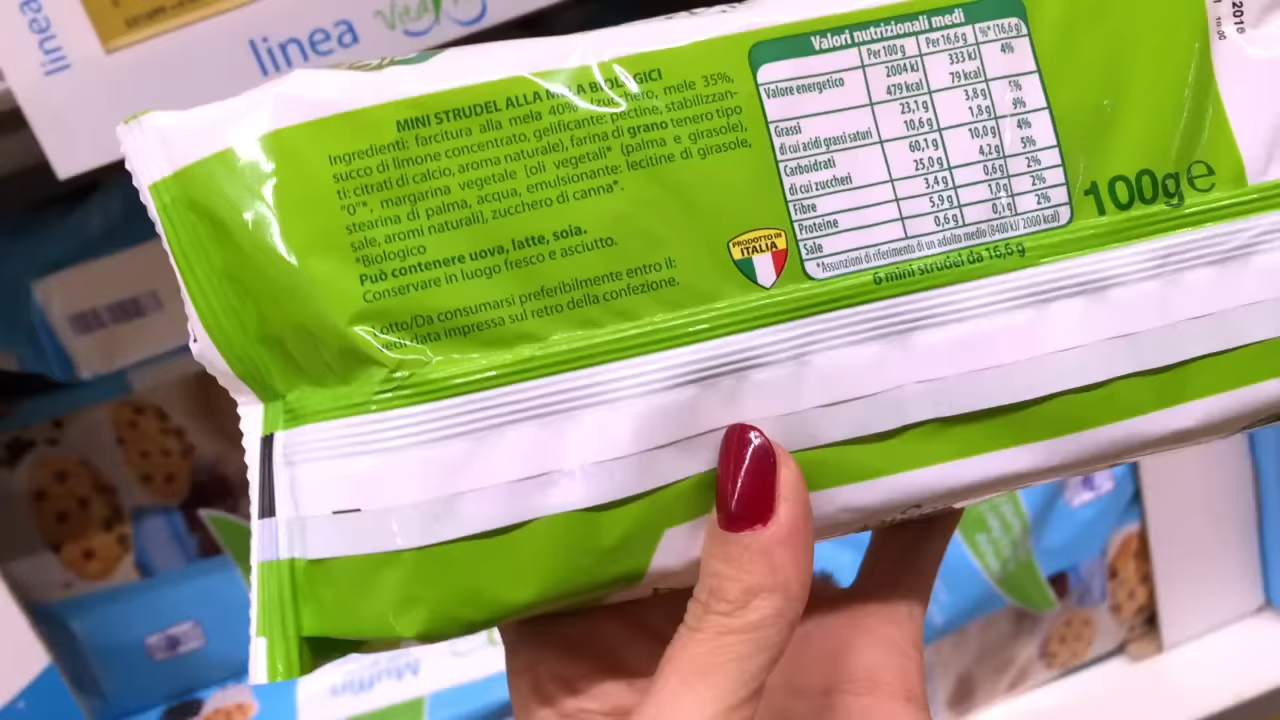 linea
linea
MINI STRUDEL ALLA MELA BIOLOGICI
Ingredienti: farcitura alla mela 40% (zucchero, mele 35%,
succo di limone concentrato, gelificante: pectine, stabilizzan-
ti: citrati di calcio, aroma naturale), farina di grano tenero tipo
"0"*, margarina vegetale [oli vegetali* (palma e girasole),
stearina di palma, acqua, emulsionante: lecitine di girasole,
sale, aromi naturali], zucchero di canna*.
*Biologico
Può contenere uova, latte, soia.
Conservare in luogo fresco e asciutto.
Lotto/Da consumarsi preferibilmente entro il:
vedi data impressa sul retro della confezione.
PRODOTTO IN
ITALIA
Valori nutrizionali medi
Per 100 g Per 16,6 g %* (16,6 g)
Valore energetico 2004 kJ 333 kJ 4%
479 kcal 79 kcal
Grassi 23,1 g 3,8 g 5%
di cui acidi grassi saturi 10,6 g 1,8 g 9%
Carboidrati 60,1 g 10,0 g 4%
di cui zuccheri 25,0 g 4,2 g 5%
Fibre 3,4 g 0,6 g 2%
Proteine 5,9 g 1,0 g 2%
Sale 0,6 g 0,1 g 2%
*Assunzioni di riferimento di un adulto medio (8400 kJ/ 2000 kcal)
6 mini strudel da 16,6 g
100g e
2016
10:00
Muffin